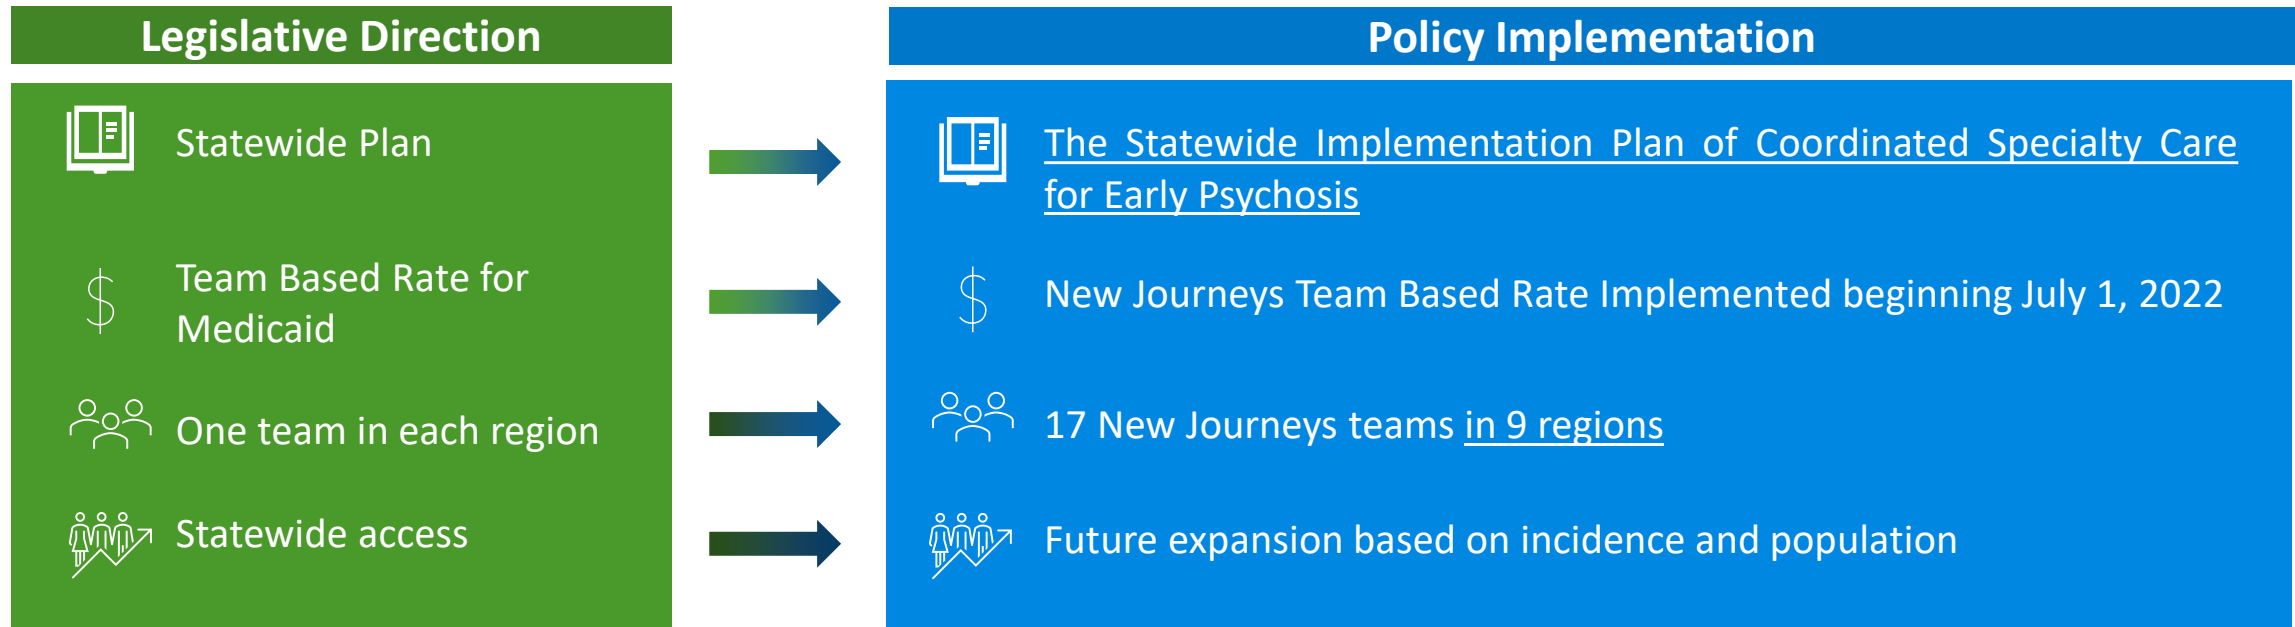 Legislative Direction
Statewide Plan
Team Based Rate for
Medicaid
One team in each region
Statewide access
Policy Implementation
The Statewide Implementation Plan of Coordinated Specialty Care
for Early Psychosis
New Journeys Team Based Rate Implemented beginning July 1, 2022
17 New Journeys teams in 9 regions
Future expansion based on incidence and population